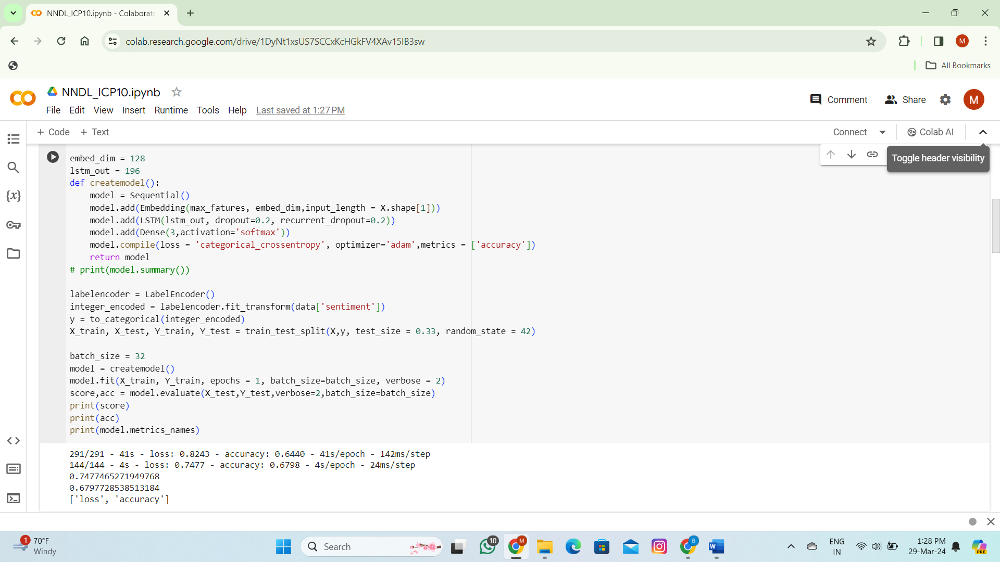 NNDL_ICP10.ipynb - Colaborato
colab.research.google.com/drive/1DyNt1xsUS7SCCxKcHGkFV4XAv15IB3sw
M
All Bookmarks
NNDL_ICP10.ipynb
File Edit View Insert Runtime Tools Help Last saved at 1:27 PM
Comment Share M
+ Code + Text
Connect Colab AI
Toggle header visibility
embed_dim = 128
lstm_out = 196
def createmodel():
    model = Sequential()
    model.add(Embedding(max_fatures, embed_dim,input_length = X.shape[1]))
    model.add(LSTM(lstm_out, dropout=0.2, recurrent_dropout=0.2))
    model.add(Dense(3,activation='softmax'))
    model.compile(loss = 'categorical_crossentropy', optimizer='adam',metrics = ['accuracy'])
    return model
# print(model.summary())
labelencoder = LabelEncoder()
integer_encoded = labelencoder.fit_transform(data['sentiment'])
y = to_categorical(integer_encoded)
X_train, X_test, Y_train, Y_test = train_test_split(X,y, test_size = 0.33, random_state = 42)
batch_size = 32
model = createmodel()
model.fit(X_train, Y_train, epochs = 1, batch_size=batch_size, verbose = 2)
score,acc = model.evaluate(X_test,Y_test,verbose=2,batch_size=batch_size)
print(score)
print(acc)
print(model.metrics_names)
291/291 - 41s - loss: 0.8243 - accuracy: 0.6440 - 41s/epoch - 142ms/step
144/144 - 4s - loss: 0.7477 - accuracy: 0.6798 - 4s/epoch - 24ms/step
0.7477465271949768
0.6797728538513184
['loss', 'accuracy']
1
70°F
Windy
Search
10
M
B
W
ENG
IN
1:28 PM
29-Mar-24
PRE